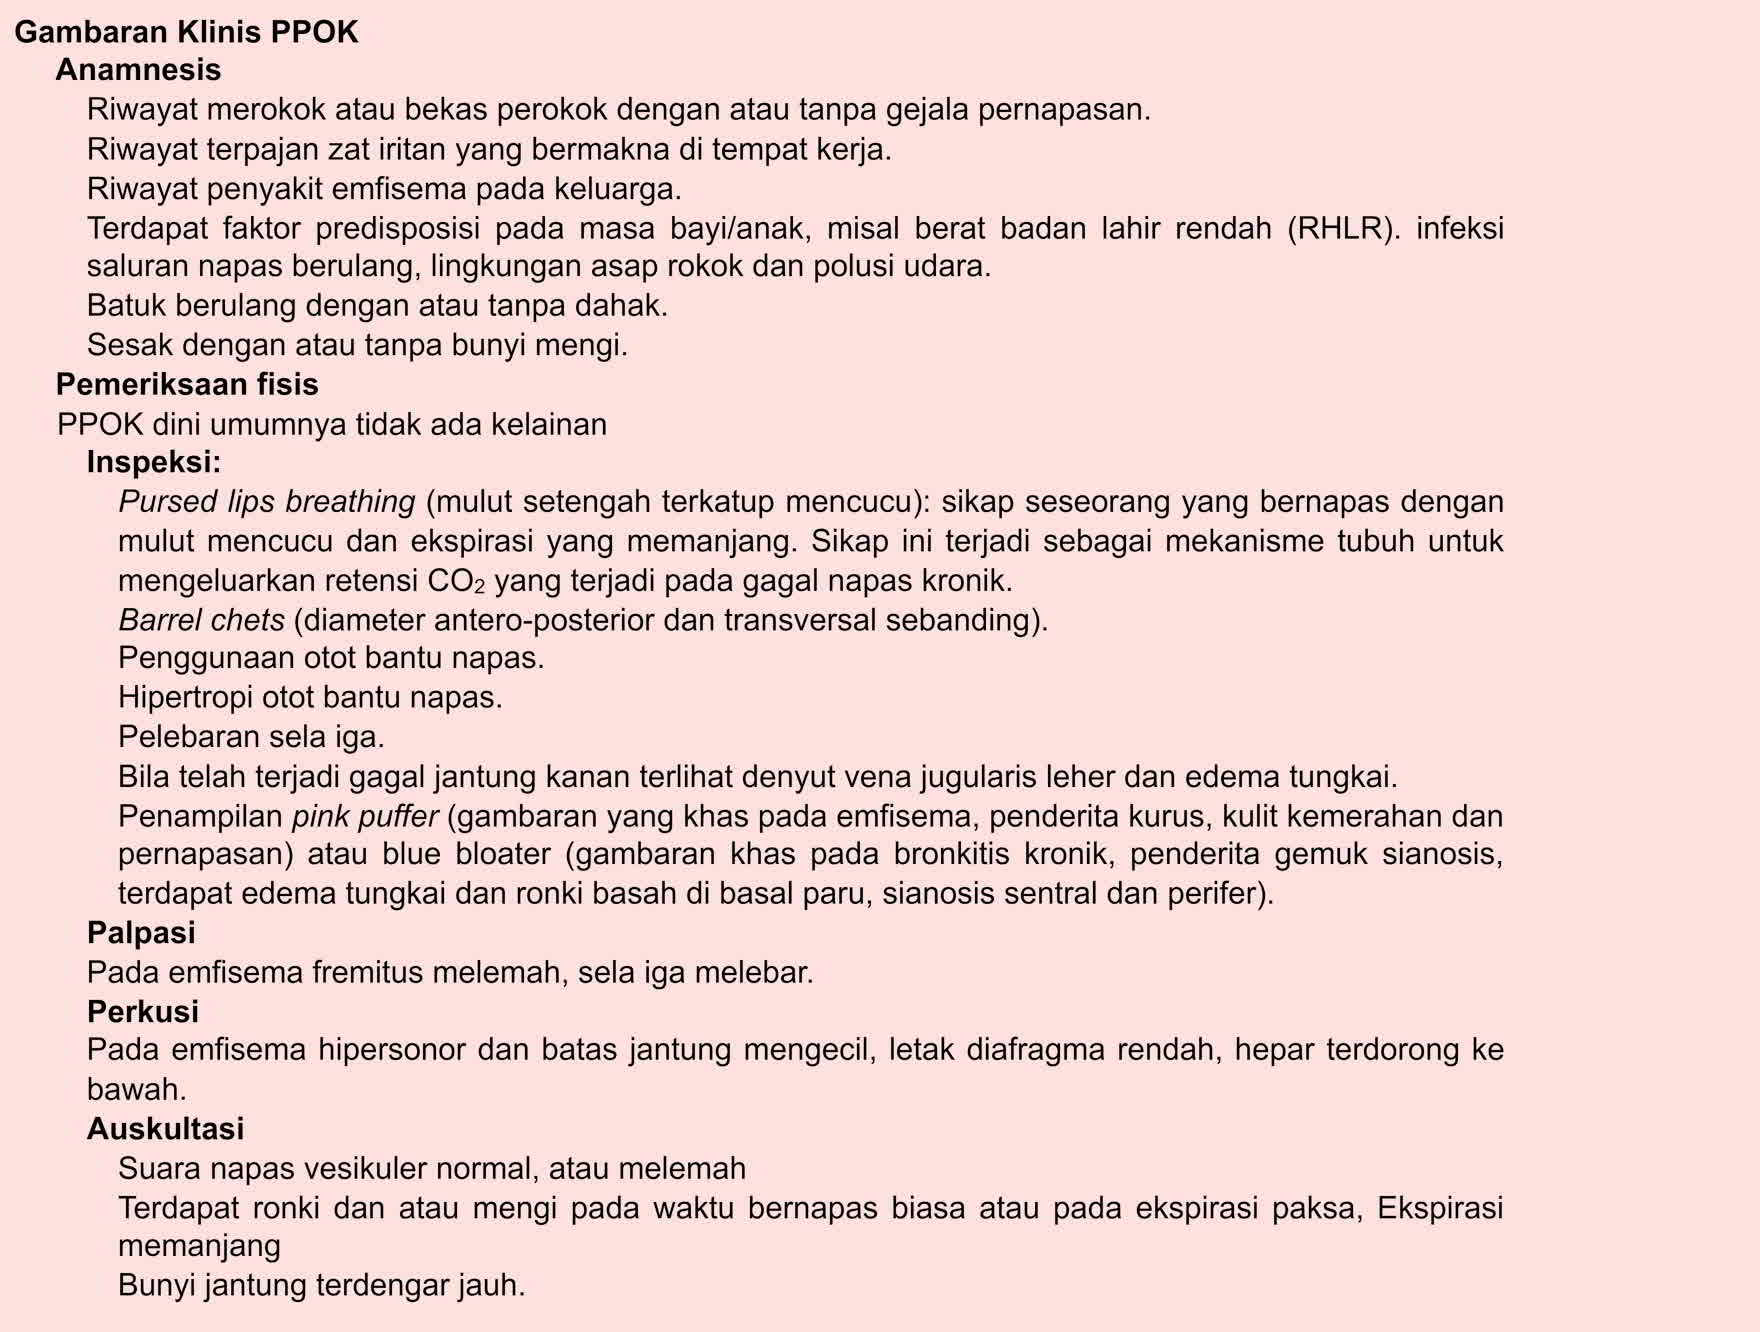 Gambaran Klinis PPOK
Anamnesis
Riwayat merokok atau bekas perokok dengan atau tanpa gejala pernapasan.
Riwayat terpajan zat iritan yang bermakna di tempat kerja.
Riwayat penyakit emfisema pada keluarga.
Terdapat faktor predisposisi pada masa bayi/anak, misal berat badan lahir rendah (RHLR). infeksi
saluran napas berulang, lingkungan asap rokok dan polusi udara.
Batuk berulang dengan atau tanpa dahak.
Sesak dengan atau tanpa bunyi mengi.
Pemeriksaan fisis
PPOK dini umumnya tidak ada kelainan
Inspeksi:
Pursed lips breathing (mulut setengah terkatup mencucu): sikap seseorang yang bernapas dengan
mulut mencucu dan ekspirasi yang memanjang. Sikap ini terjadi sebagai mekanisme tubuh untuk
mengeluarkan retensi CO₂ yang terjadi pada gagal napas kronik.
Barrel chets (diameter antero-posterior dan transversal sebanding).
Penggunaan otot bantu napas.
Hipertropi otot bantu napas.
Pelebaran sela iga.
Bila telah terjadi gagal jantung kanan terlihat denyut vena jugularis leher dan edema tungkai.
Penampilan pink puffer (gambaran yang khas pada emfisema, penderita kurus, kulit kemerahan dan
pernapasan) atau blue bloater (gambaran khas pada bronkitis kronik, penderita gemuk sianosis,
terdapat edema tungkai dan ronki basah di basal paru, sianosis sentral dan perifer).
Palpasi
Pada emfisema fremitus melemah, sela iga melebar.
Perkusi
Pada emfisema hipersonor dan batas jantung mengecil, letak diafragma rendah, hepar terdorong ke
bawah.
Auskultasi
Suara napas vesikuler normal, atau melemah
Terdapat ronki dan atau mengi pada waktu bernapas biasa atau pada ekspirasi paksa, Ekspirasi
memanjang
Bunyi jantung terdengar jauh.